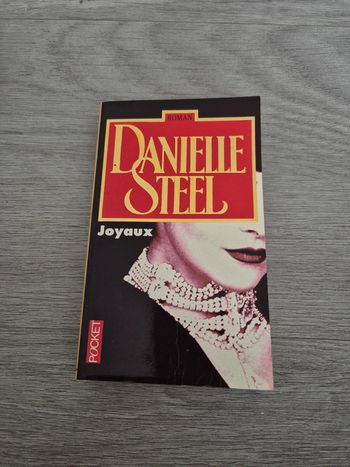 ROMAN
DANIELLE
STEEL
Joyaux
POCKET